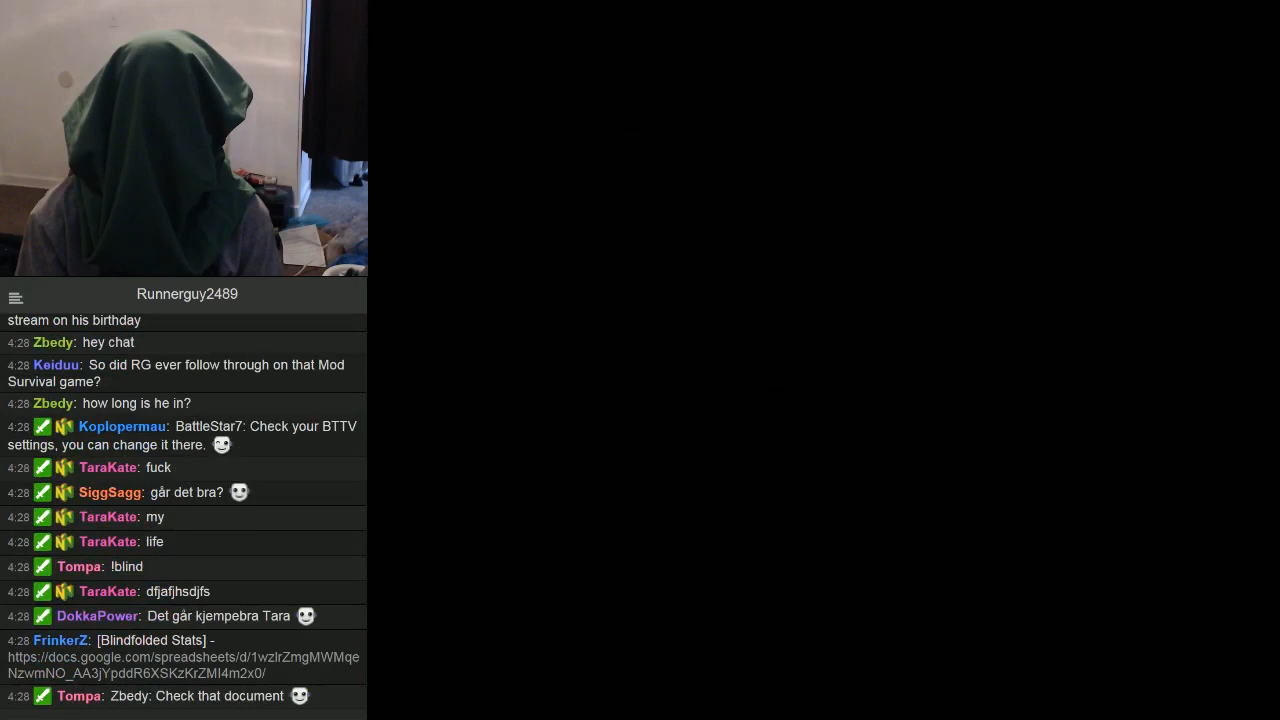 Runnerguy2489
stream on his birthday
4:28 Zbedy: hey chat
4:28 Keiduu: So did RG ever follow through on that Mod
Survival game?
4:28 Zbedy: how long is he in?
4:28 Koplopermau: BattleStar7: Check your BTTV
settings, you can change it there.
4:28 TaraKate: fuck
4:28 SiggSagg: går det bra?
4:28 TaraKate: my
4:28 TaraKate: life
4:28 Tompa: !blind
4:28 TaraKate: dfjafjhsdjfs
4:28 DokkaPower: Det går kjempebra Tara
4:28 FrinkerZ: [Blindfolded Stats] -
https://docs.google.com/spreadsheets/d/1wzlrZmgMWMqe
NzwmNO_AA3jYpddR6XSKzKrZMI4m2x0/
4:28 Tompa: Zbedy: Check that document